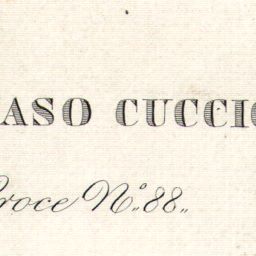 ASO CUCCIO
Croce N.º 88.,